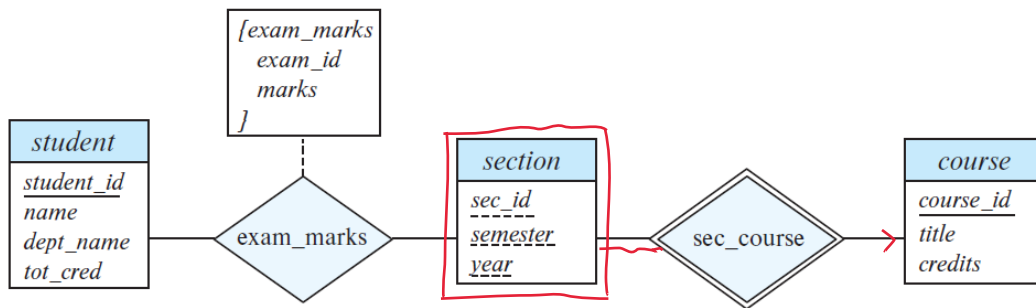 [exam_marks
exam_id
marks
]
student
student_id
name
dept_name
tot_cred
exam_marks
section
sec_id
semester
year
sec_course
course
course_id
title
credits